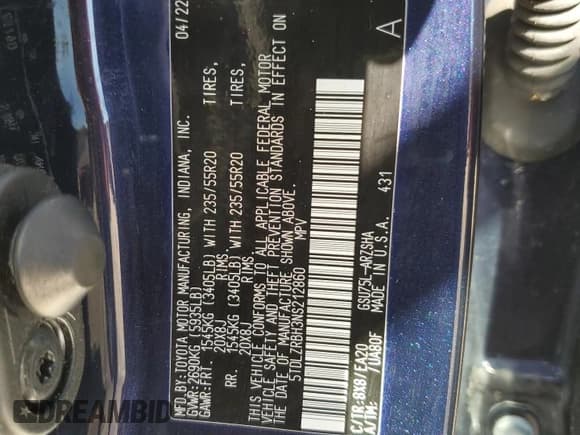 MFD.BY:TOYOTA MOTOR MANUFACTURING, INDIANA, INC. 04/22
GVWR:2690KG (5935LB)
GAWR:FRT. 1545KG (3405LB) WITH 235/55R20 TIRES,
20X8J RIMS
RR. 1545KG (3405LB) WITH 235/55R20 TIRES,
20X8J RIMS.
THIS VEHICLE CONFORMS TO ALL APPLICABLE FEDERAL MOTOR
VEHICLE SAFETY AND THEFT PREVENTION STANDARDS IN EFFECT ON
THE DATE OF MANUFACTURE SHOWN ABOVE.
5TDLZRBH3NS212860 MPV A
C/TR:8X8/EA20 GSU75L-ARZSHA
A/TM: /UA80F MADE IN U.S.A. 431
DREAMBID